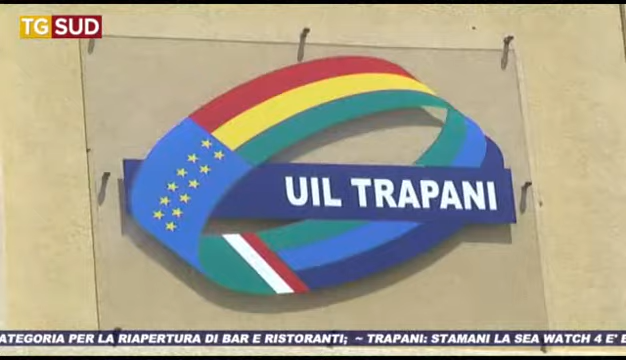 TG SUD
UIL TRAPANI
ATEGORIA PER LA RIAPERTURA DI BAR E RISTORANTI; ~ TRAPANI: STAMANI LA SEA WATCH 4 E'